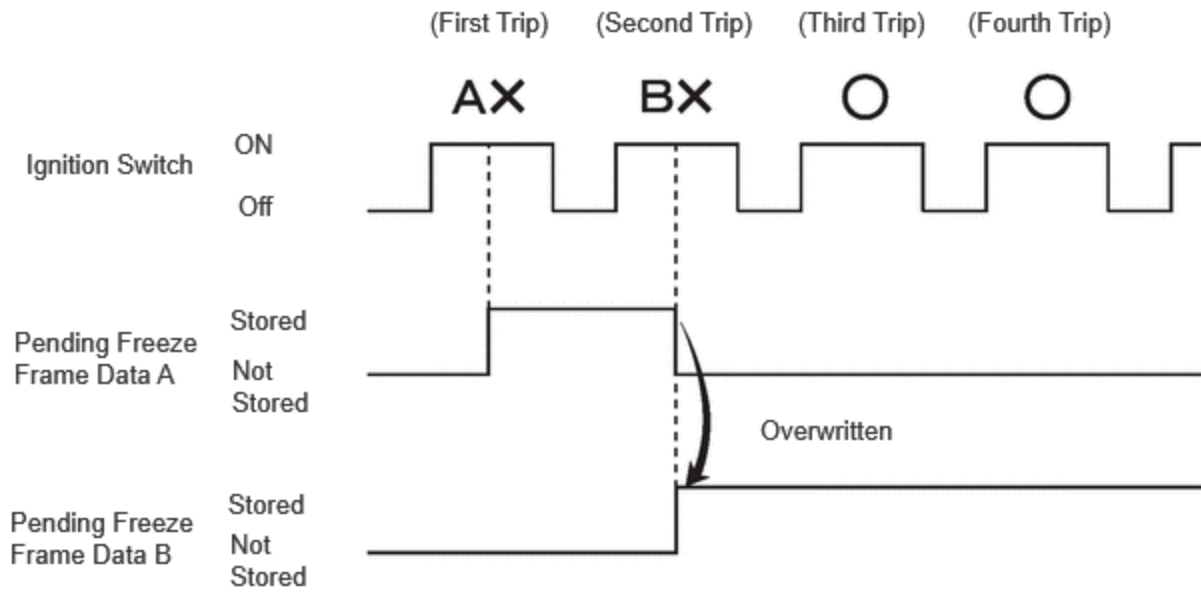 (First Trip) (Second Trip) (Third Trip) (Fourth Trip)
A× B× ○ ○
Ignition Switch
ON
Off
Pending Freeze
Frame Data A
Stored
Not
Stored
Overwritten
Pending Freeze
Frame Data B
Stored
Not
Stored